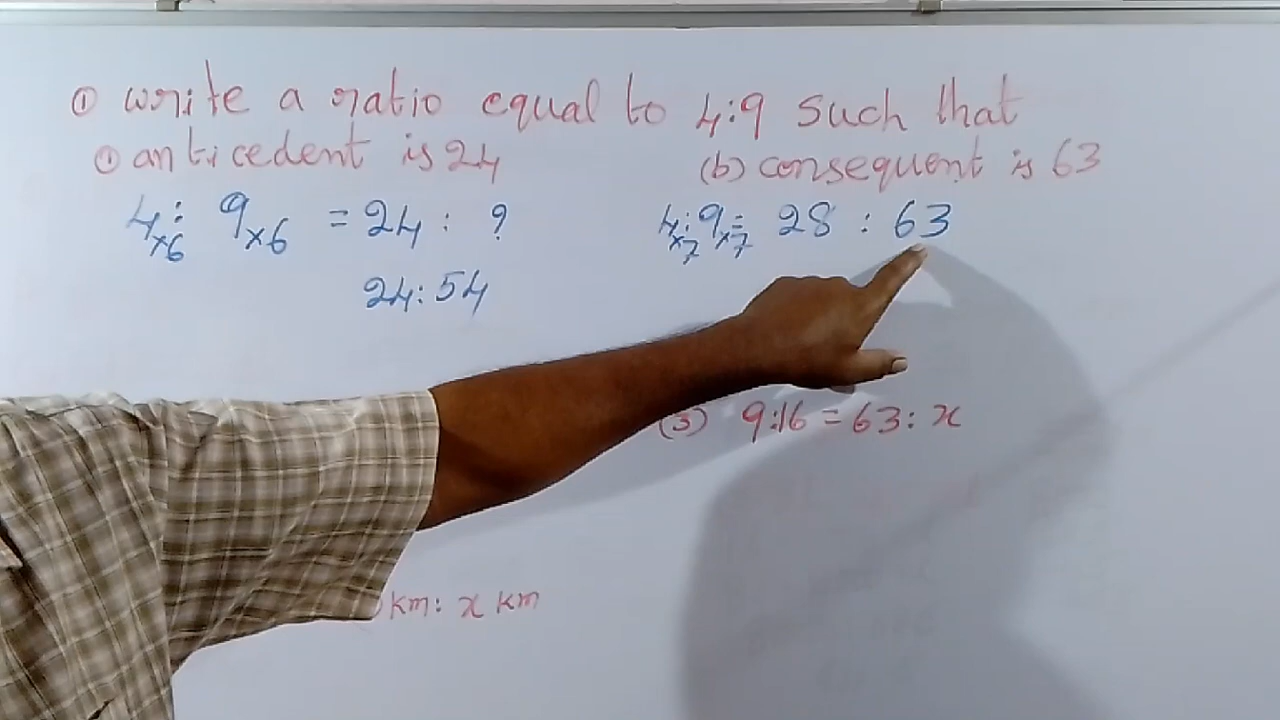 ① write a ratio equal to 4:9 such that
① anticedent is 24
(b) consequent is 63
4×6 : 9×6 = 24 : ?
24:54
4×7 : 9×7 = 28 : 63
(3) 9:16 = 63: x
km: x km